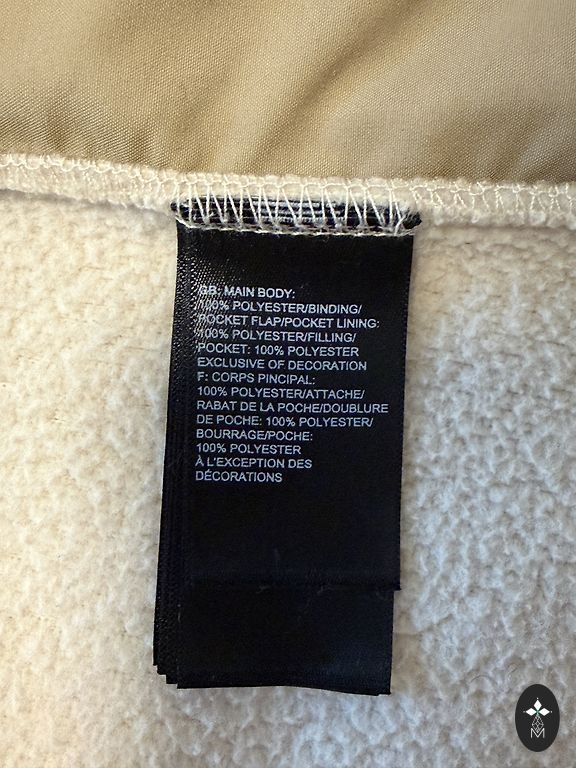 GB: MAIN BODY:
100% POLYESTER/BINDING/
POCKET FLAP/POCKET LINING:
100% POLYESTER/FILLING/
POCKET: 100% POLYESTER
EXCLUSIVE OF DECORATION
F: CORPS PINCIPAL:
100% POLYESTER/ATTACHE/
RABAT DE LA POCHE/DOUBLURE
DE POCHE: 100% POLYESTER/
BOURRAGE/POCHE:
100% POLYESTER
À L'EXCEPTION DES
DÉCORATIONS
M